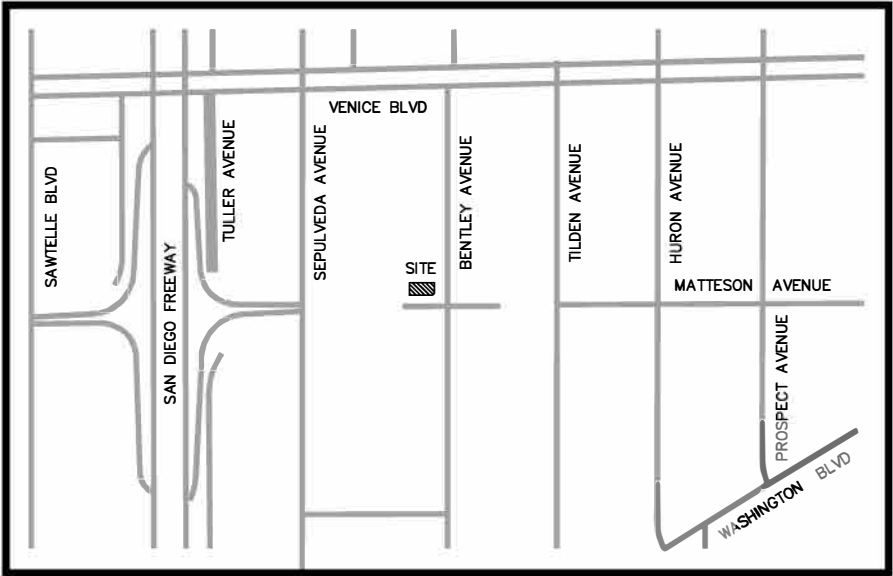 VENICE BLVD
SAWTELLE BLVD
SAN DIEGO FREEWAY
TULLER AVENUE
SEPULVEDA AVENUE
SITE
BENTLEY AVENUE
TILDEN AVENUE
HURON AVENUE
MATTESON AVENUE
PROSPECT AVENUE
WASHINGTON BLVD